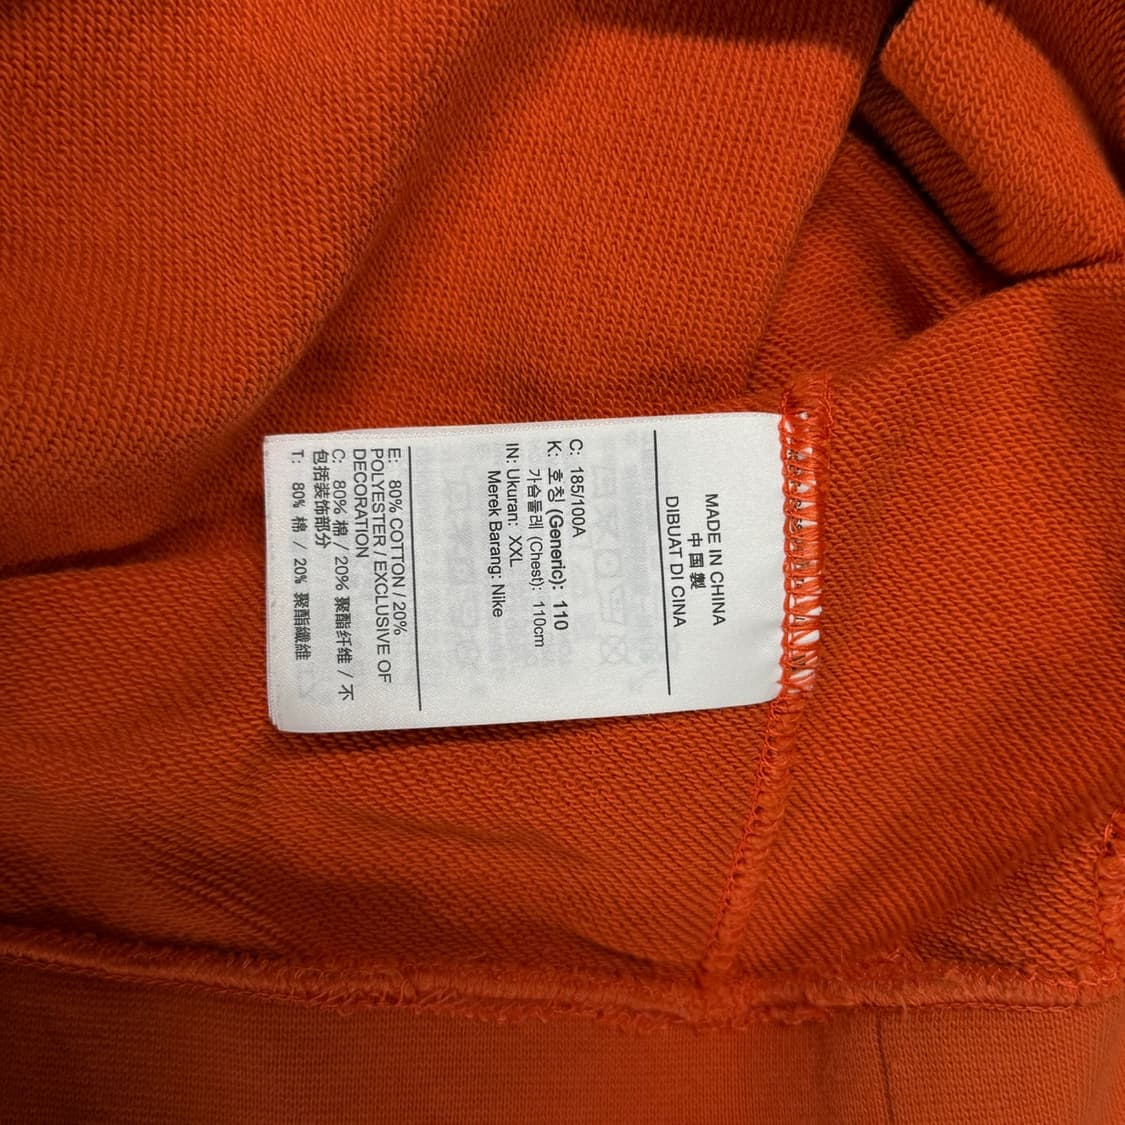 MADE IN CHINA
中国製
DIBUAT DI CINA
C: 185/100A
K: 호칭 (Generic): 110
가슴둘레 (Chest): 110cm
IN: Ukuran: XXL
Merek Barang: Nike
E: 80% COTTON / 20%
POLYESTER / EXCLUSIVE OF
DECORATION
C: 80% 棉 / 20% 聚酯纤维 / 不
包括装饰部分
T: 80% 棉 / 20% 聚酯纖維